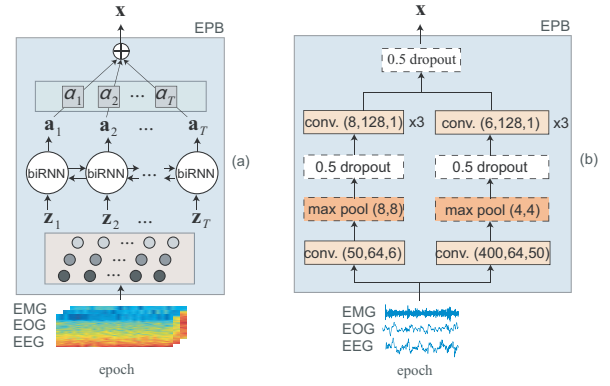 x
EPB
α1 α2 ... αT
a1 a2 ... aT
biRNN biRNN ... biRNN
...
(a)
z1 z2 ... zT
...
...
...
EMG
EOG
EEG
epoch
x
EPB
0.5 dropout
conv. (8,128,1) x3
conv. (6,128,1) x3
0.5 dropout
0.5 dropout
(b)
max pool (8,8)
max pool (4,4)
conv. (50,64,6)
conv. (400,64,50)
EMG
EOG
EEG
epoch